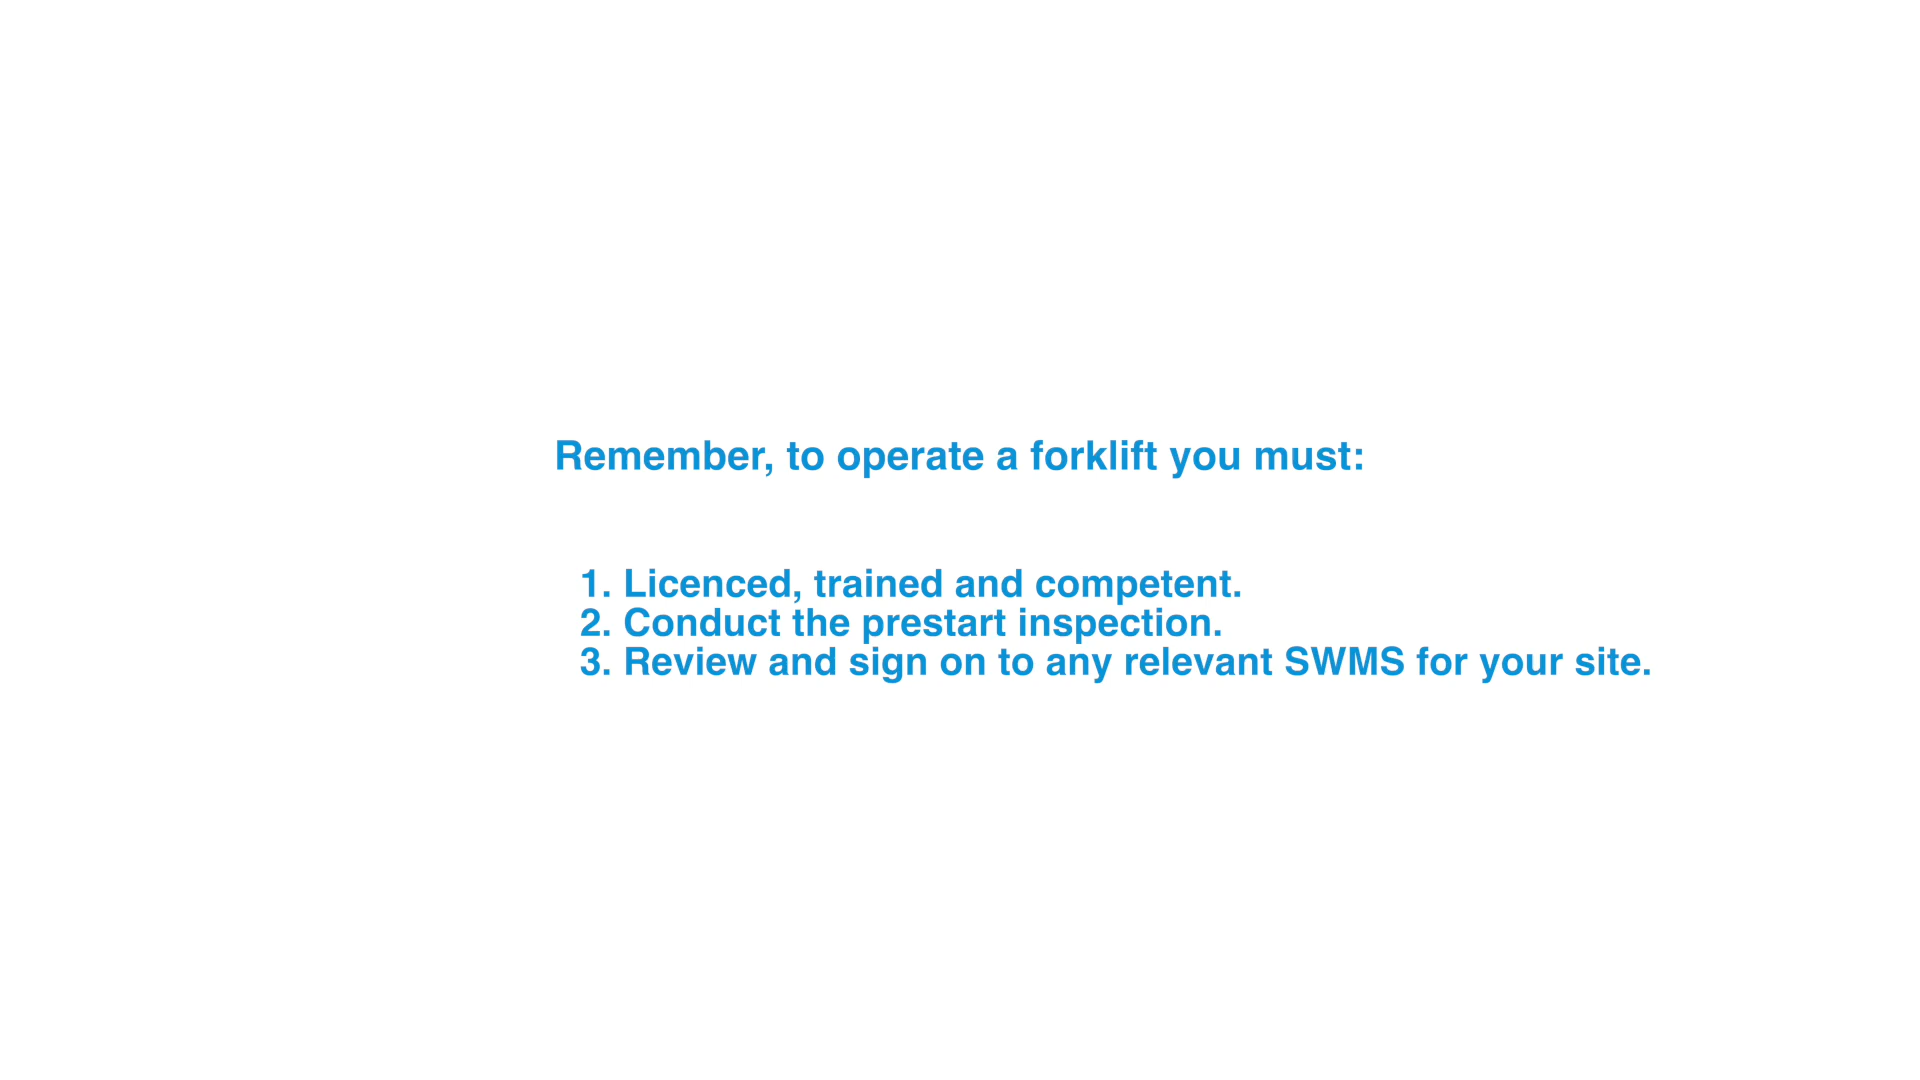 Remember, to operate a forklift you must:
1. Licenced, trained and competent.
2. Conduct the prestart inspection.
3. Review and sign on to any relevant SWMS for your site.